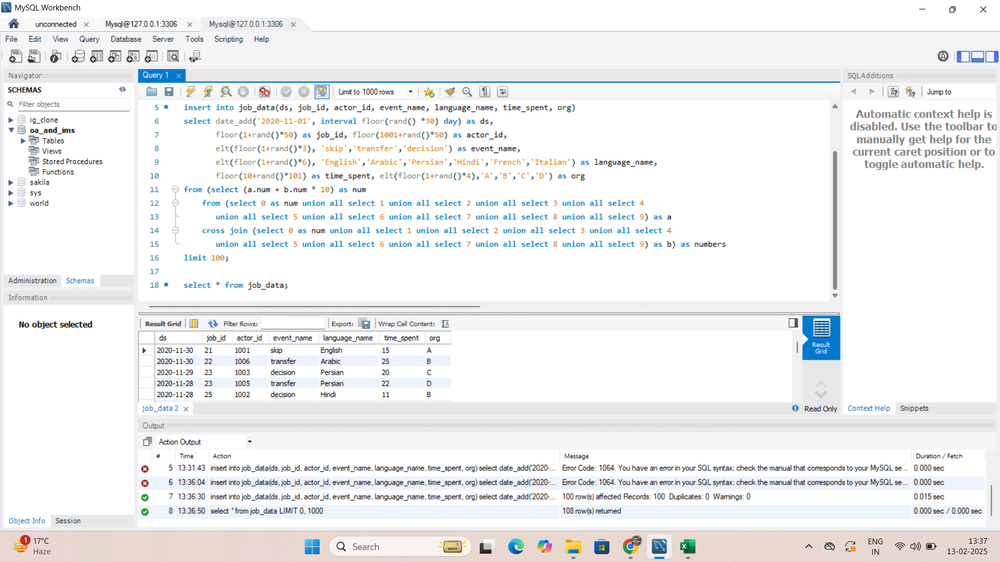 MySQL Workbench
unconnected
Mysql@127.0.0.1:3306
Mysql@127.0.0.1:3306
File Edit View Query Database Server Tools Scripting Help
Navigator
SCHEMAS
Filter objects
ig_clone
oa_and_ims
Tables
Views
Stored Procedures
Functions
sakila
sys
world
Administration Schemas
Information
No object selected
Object Info Session
Query 1
Limit to 1000 rows
5 insert into job_data(ds, job_id, actor_id, event_name, language_name, time_spent, org)
6 select date_add('2020-11-01', interval floor(rand() *30) day) as ds,
7 floor(1+rand()*50) as job_id, floor(1001+rand()*50) as actor_id,
8 elt(floor(1+rand()*3), 'skip','transfer','decision') as event_name,
9 elt(floor(1+rand()*6), 'English','Arabic','Persian','Hindi','French','Italian') as language_name,
10 floor(10+rand()*101) as time_spent, elt(floor(1+rand()*4),'A','B','C','D') as org
11 from (select (a.num + b.num * 10) as num
12 from (select 0 as num union all select 1 union all select 2 union all select 3 union all select 4
13 union all select 5 union all select 6 union all select 7 union all select 8 union all select 9) as a
14 cross join (select 0 as num union all select 1 union all select 2 union all select 3 union all select 4
15 union all select 5 union all select 6 union all select 7 union all select 8 union all select 9) as b) as numbers
16 limit 100;
17
18 select * from job_data;
Result Grid Filter Rows: Export: Wrap Cell Content:
ds job_id actor_id event_name language_name time_spent org
2020-11-30 21 1001 skip English 15 A
2020-11-30 22 1006 transfer Arabic 25 B
2020-11-29 23 1003 decision Persian 20 C
2020-11-28 23 1005 transfer Persian 22 D
2020-11-28 25 1002 decision Hindi 11 B
Result
Grid
job_data 2
Read Only
SQLAdditions
Jump to
Automatic context help is
disabled. Use the toolbar to
manually get help for the
current caret position or to
toggle automatic help.
Context Help Snippets
Output
Action Output
# Time Action Message Duration / Fetch
5 13:31:43 insert into job_data(ds, job_id, actor_id, event_name, language_name, time_spent, org) select date_add('2020-... Error Code: 1064. You have an error in your SQL syntax; check the manual that corresponds to your MySQL se... 0.000 sec
6 13:36:04 insert into job_data(ds, job_id, actor_id, event_name, language_name, time_spent, org) select date_add('2020-... Error Code: 1064. You have an error in your SQL syntax; check the manual that corresponds to your MySQL se... 0.000 sec
7 13:36:30 insert into job_data(ds, job_id, actor_id, event_name, language_name, time_spent, org) select date_add('2020-... 100 row(s) affected Records: 100 Duplicates: 0 Warnings: 0 0.015 sec
8 13:36:50 select * from job_data LIMIT 0, 1000 108 row(s) returned 0.000 sec / 0.000 sec
1
17°C
Haze
Search
ENG
IN
13:37
13-02-2025